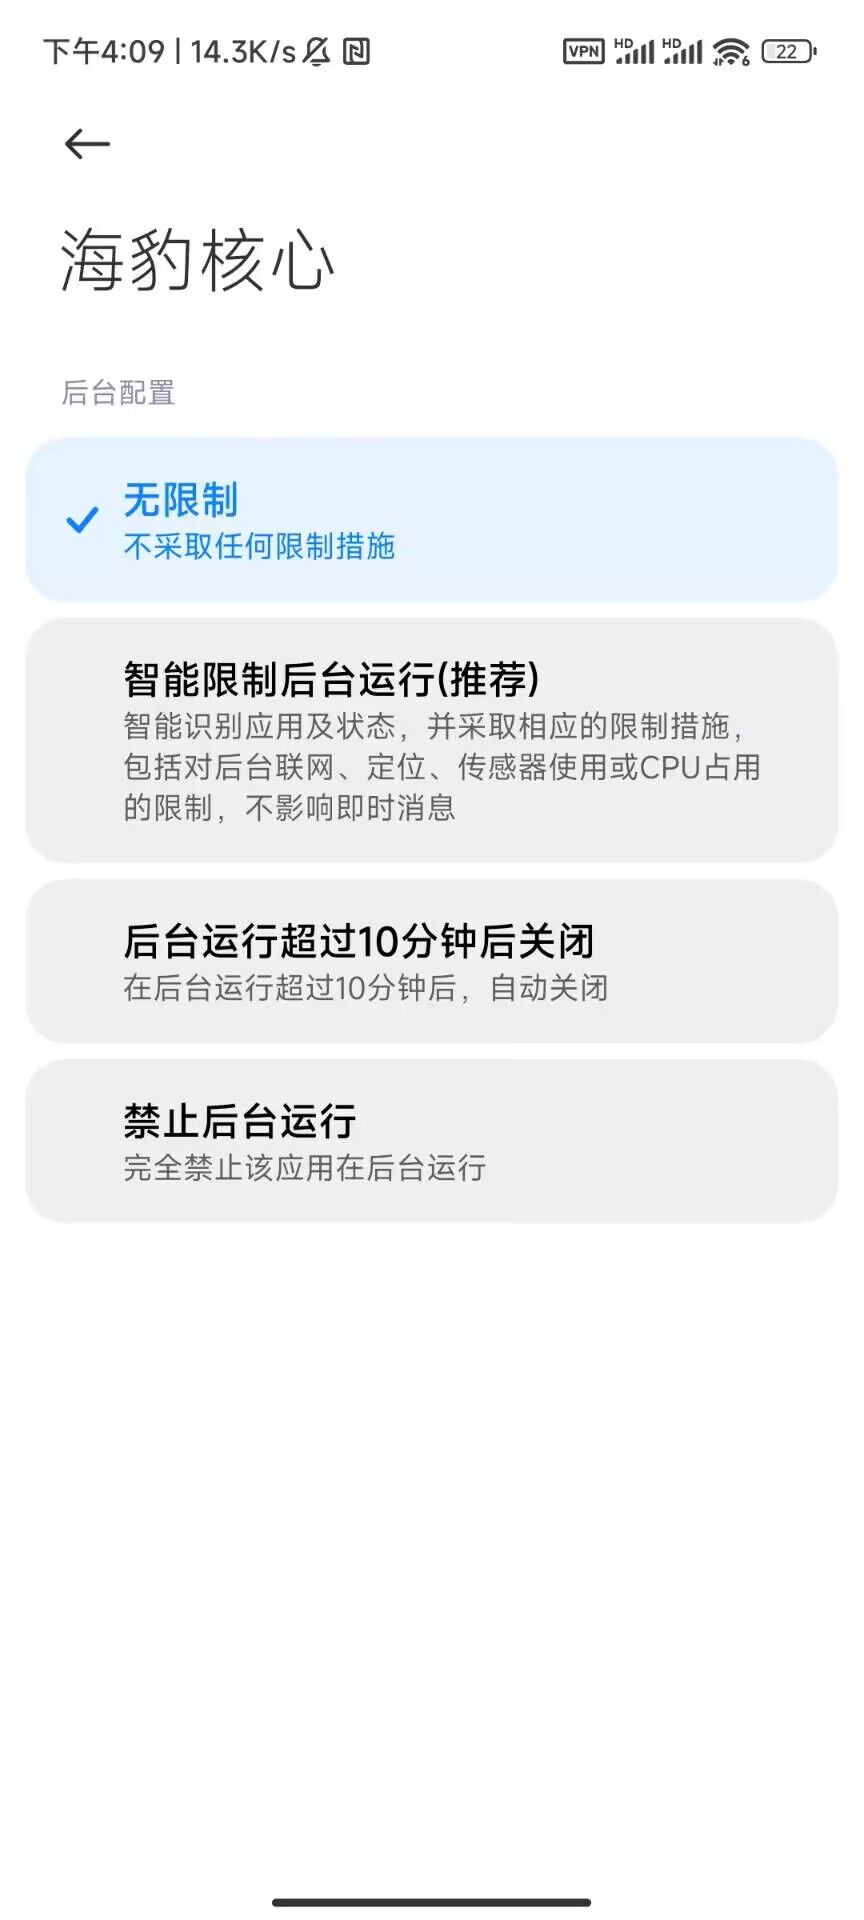 下午4:09 | 14.3K/s
VPN HD HD 6 22
海豹核心
后台配置
无限制
不采取任何限制措施
智能限制后台运行(推荐)
智能识别应用及状态，并采取相应的限制措施，
包括对后台联网、定位、传感器使用或CPU占用
的限制，不影响即时消息
后台运行超过10分钟后关闭
在后台运行超过10分钟后，自动关闭
禁止后台运行
完全禁止该应用在后台运行